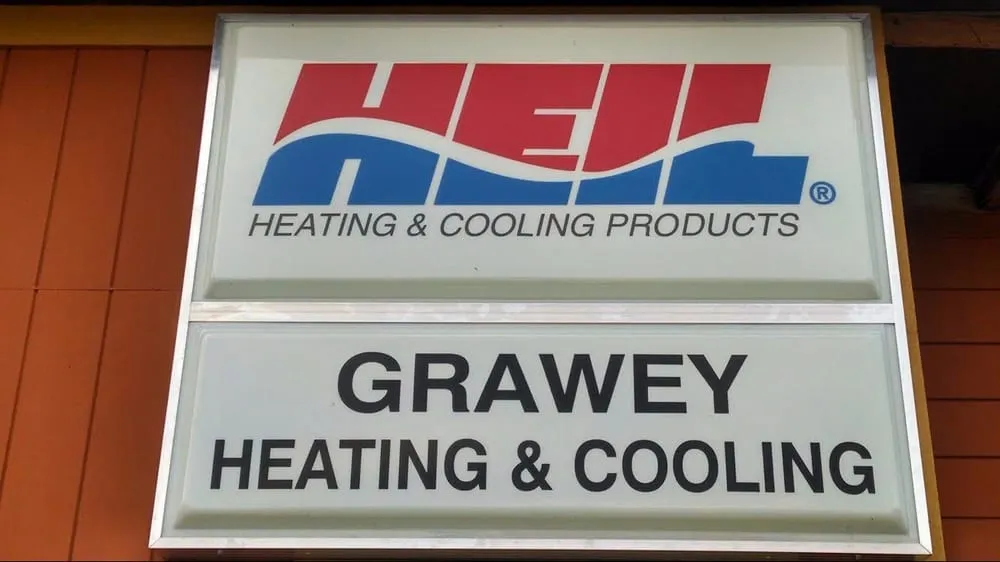 HEIL®
HEATING & COOLING PRODUCTS
GRAWEY
HEATING & COOLING